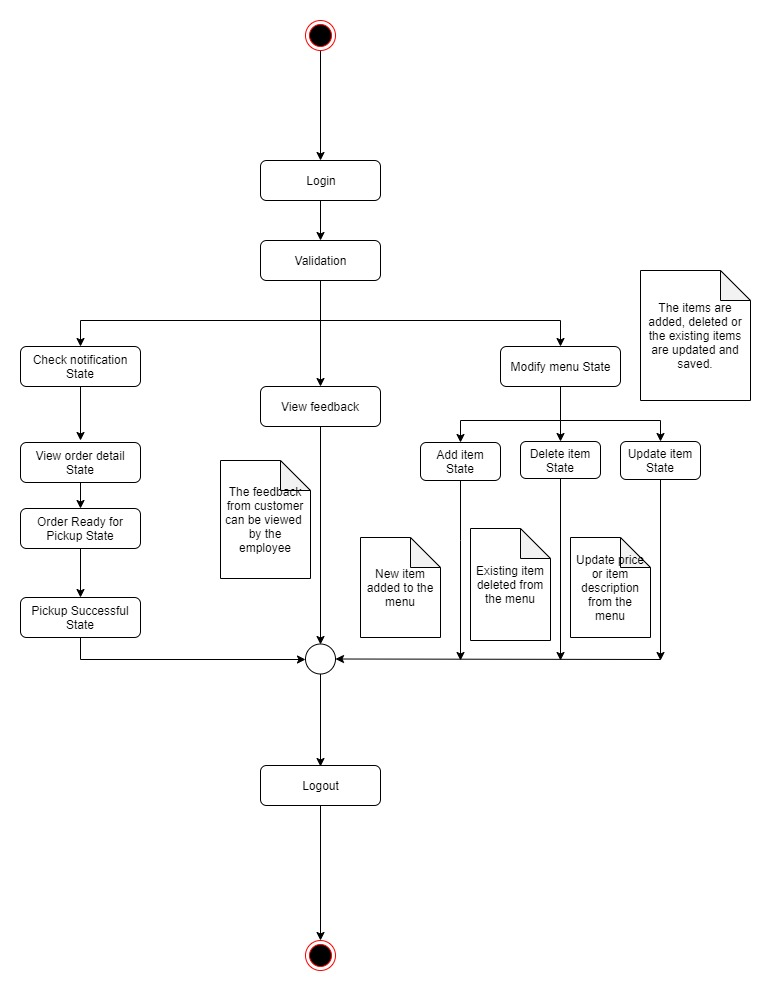 Login
Validation
Check notification
State
View feedback
Modify menu State
The items are
added, deleted or
the existing items
are updated and
saved.
View order detail
State
Add item
State
Delete item
State
Update item
State
Order Ready for
Pickup State
The feedback
from customer
can be viewed
by the
employee
New item
added to the
menu
Existing item
deleted from
the menu
Update price
or item
description
from the
menu
Pickup Successful
State
Logout